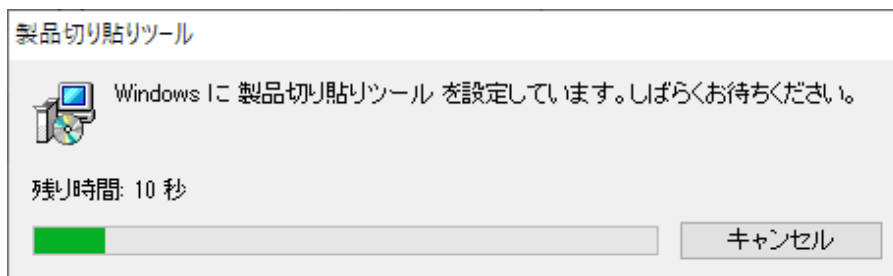 製品切り貼りツール
Windows に 製品切り貼りツール を設定しています。しばらくお待ちください。
残り時間: 10 秒
キャンセル